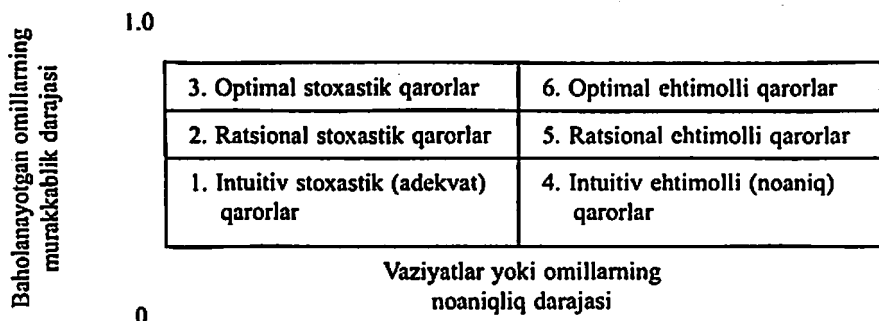 1.0
Baholanayotgan omillarning
murakkablik darajasi
3. Optimal stoxastik qarorlar
6. Optimal ehtimolli qarorlar
2. Ratsional stoxastik qarorlar
5. Ratsional ehtimolli qarorlar
1. Intuitiv stoxastik (adekvat)
qarorlar
4. Intuitiv ehtimolli (noaniq)
qarorlar
Vaziyatlar yoki omillarning
noaniqliq darajasi
0